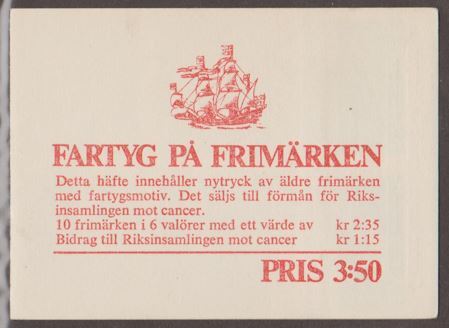 FARTYG PÅ FRIMÄRKEN
Detta häfte innehåller nytryck av äldre frimärken
med fartygsmotiv. Det säljs till förmån för Riks-
insamlingen mot cancer.
10 frimärken i 6 valörer med ett värde av kr 2:35
Bidrag till Riksinsamlingen mot cancer kr 1:15
PRIS 3:50